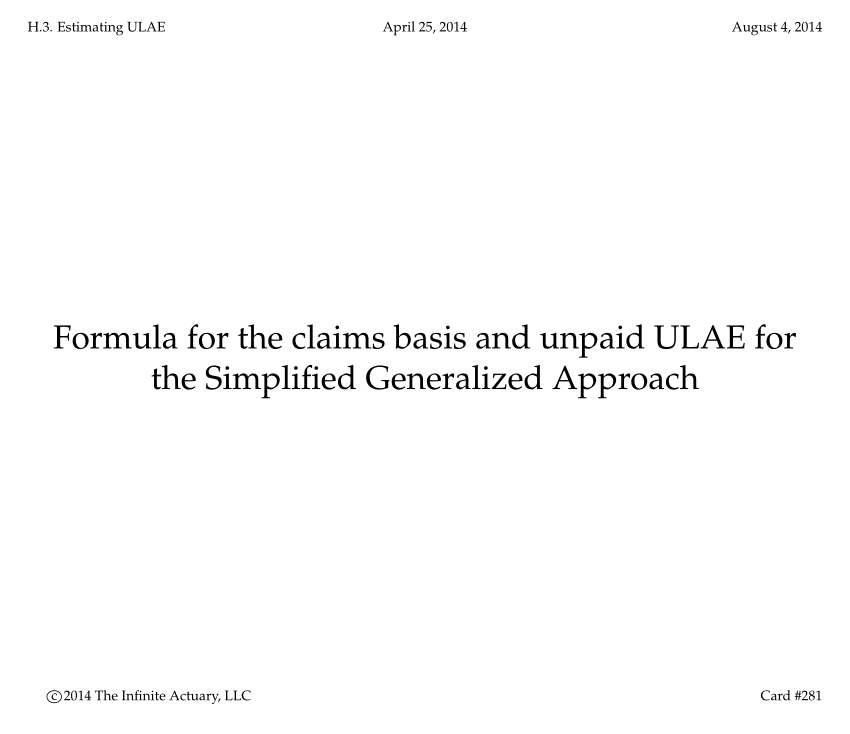 H.3. Estimating ULAE
April 25, 2014
August 4, 2014
Formula for the claims basis and unpaid ULAE for
the Simplified Generalized Approach
©2014 The Infinite Actuary, LLC
Card #281